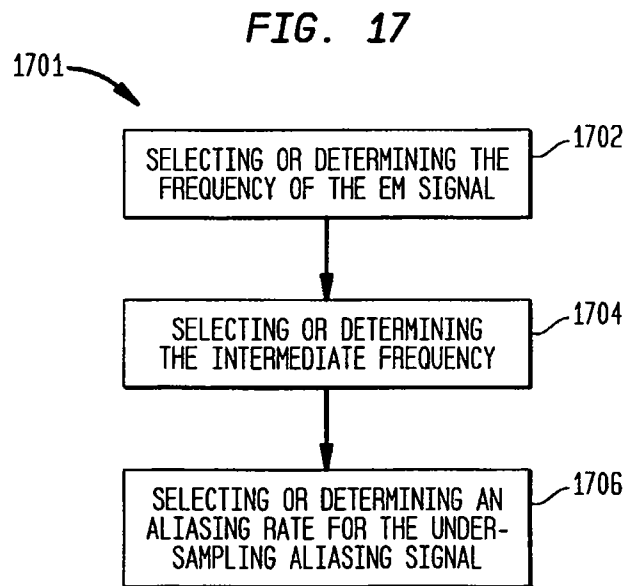 FIG. 17
1701
1702
SELECTING OR DETERMINING THE
FREQUENCY OF THE EM SIGNAL
1704
SELECTING OR DETERMINING
THE INTERMEDIATE FREQUENCY
1706
SELECTING OR DETERMINING AN
ALIASING RATE FOR THE UNDER-
SAMPLING ALIASING SIGNAL